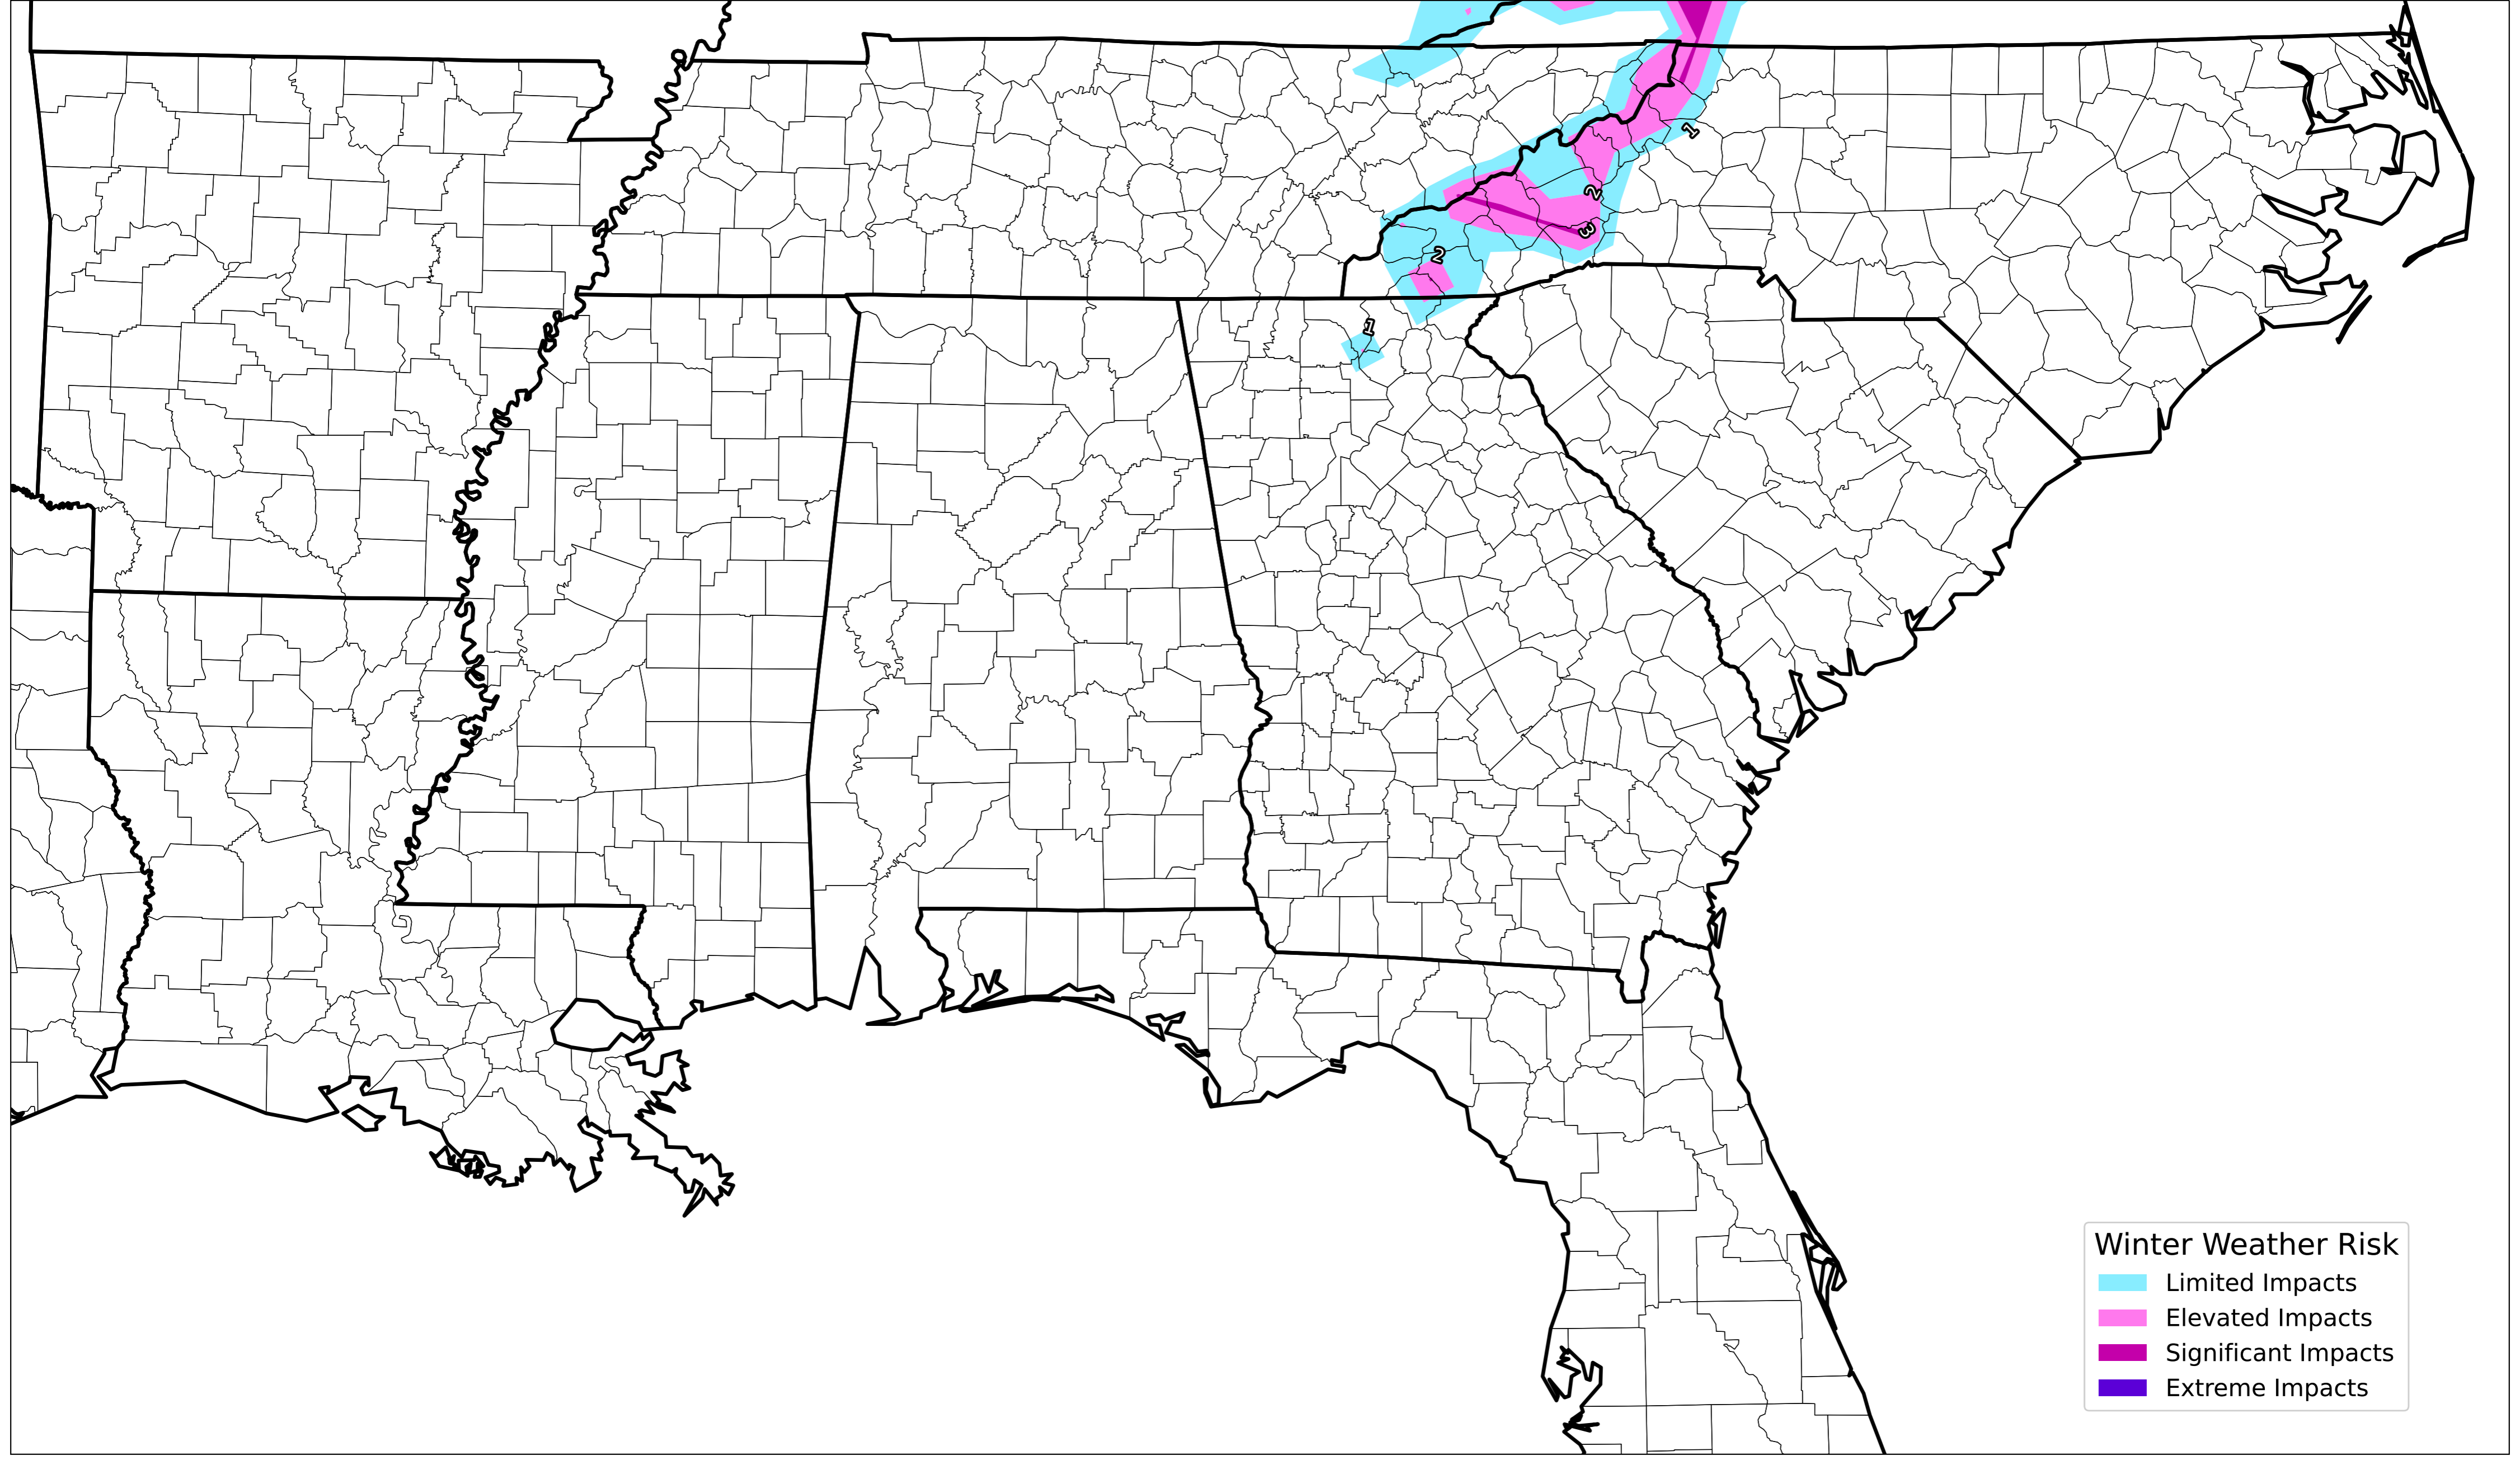 1
2
3
2
1
Winter Weather Risk
Limited Impacts
Elevated Impacts
Significant Impacts
Extreme Impacts